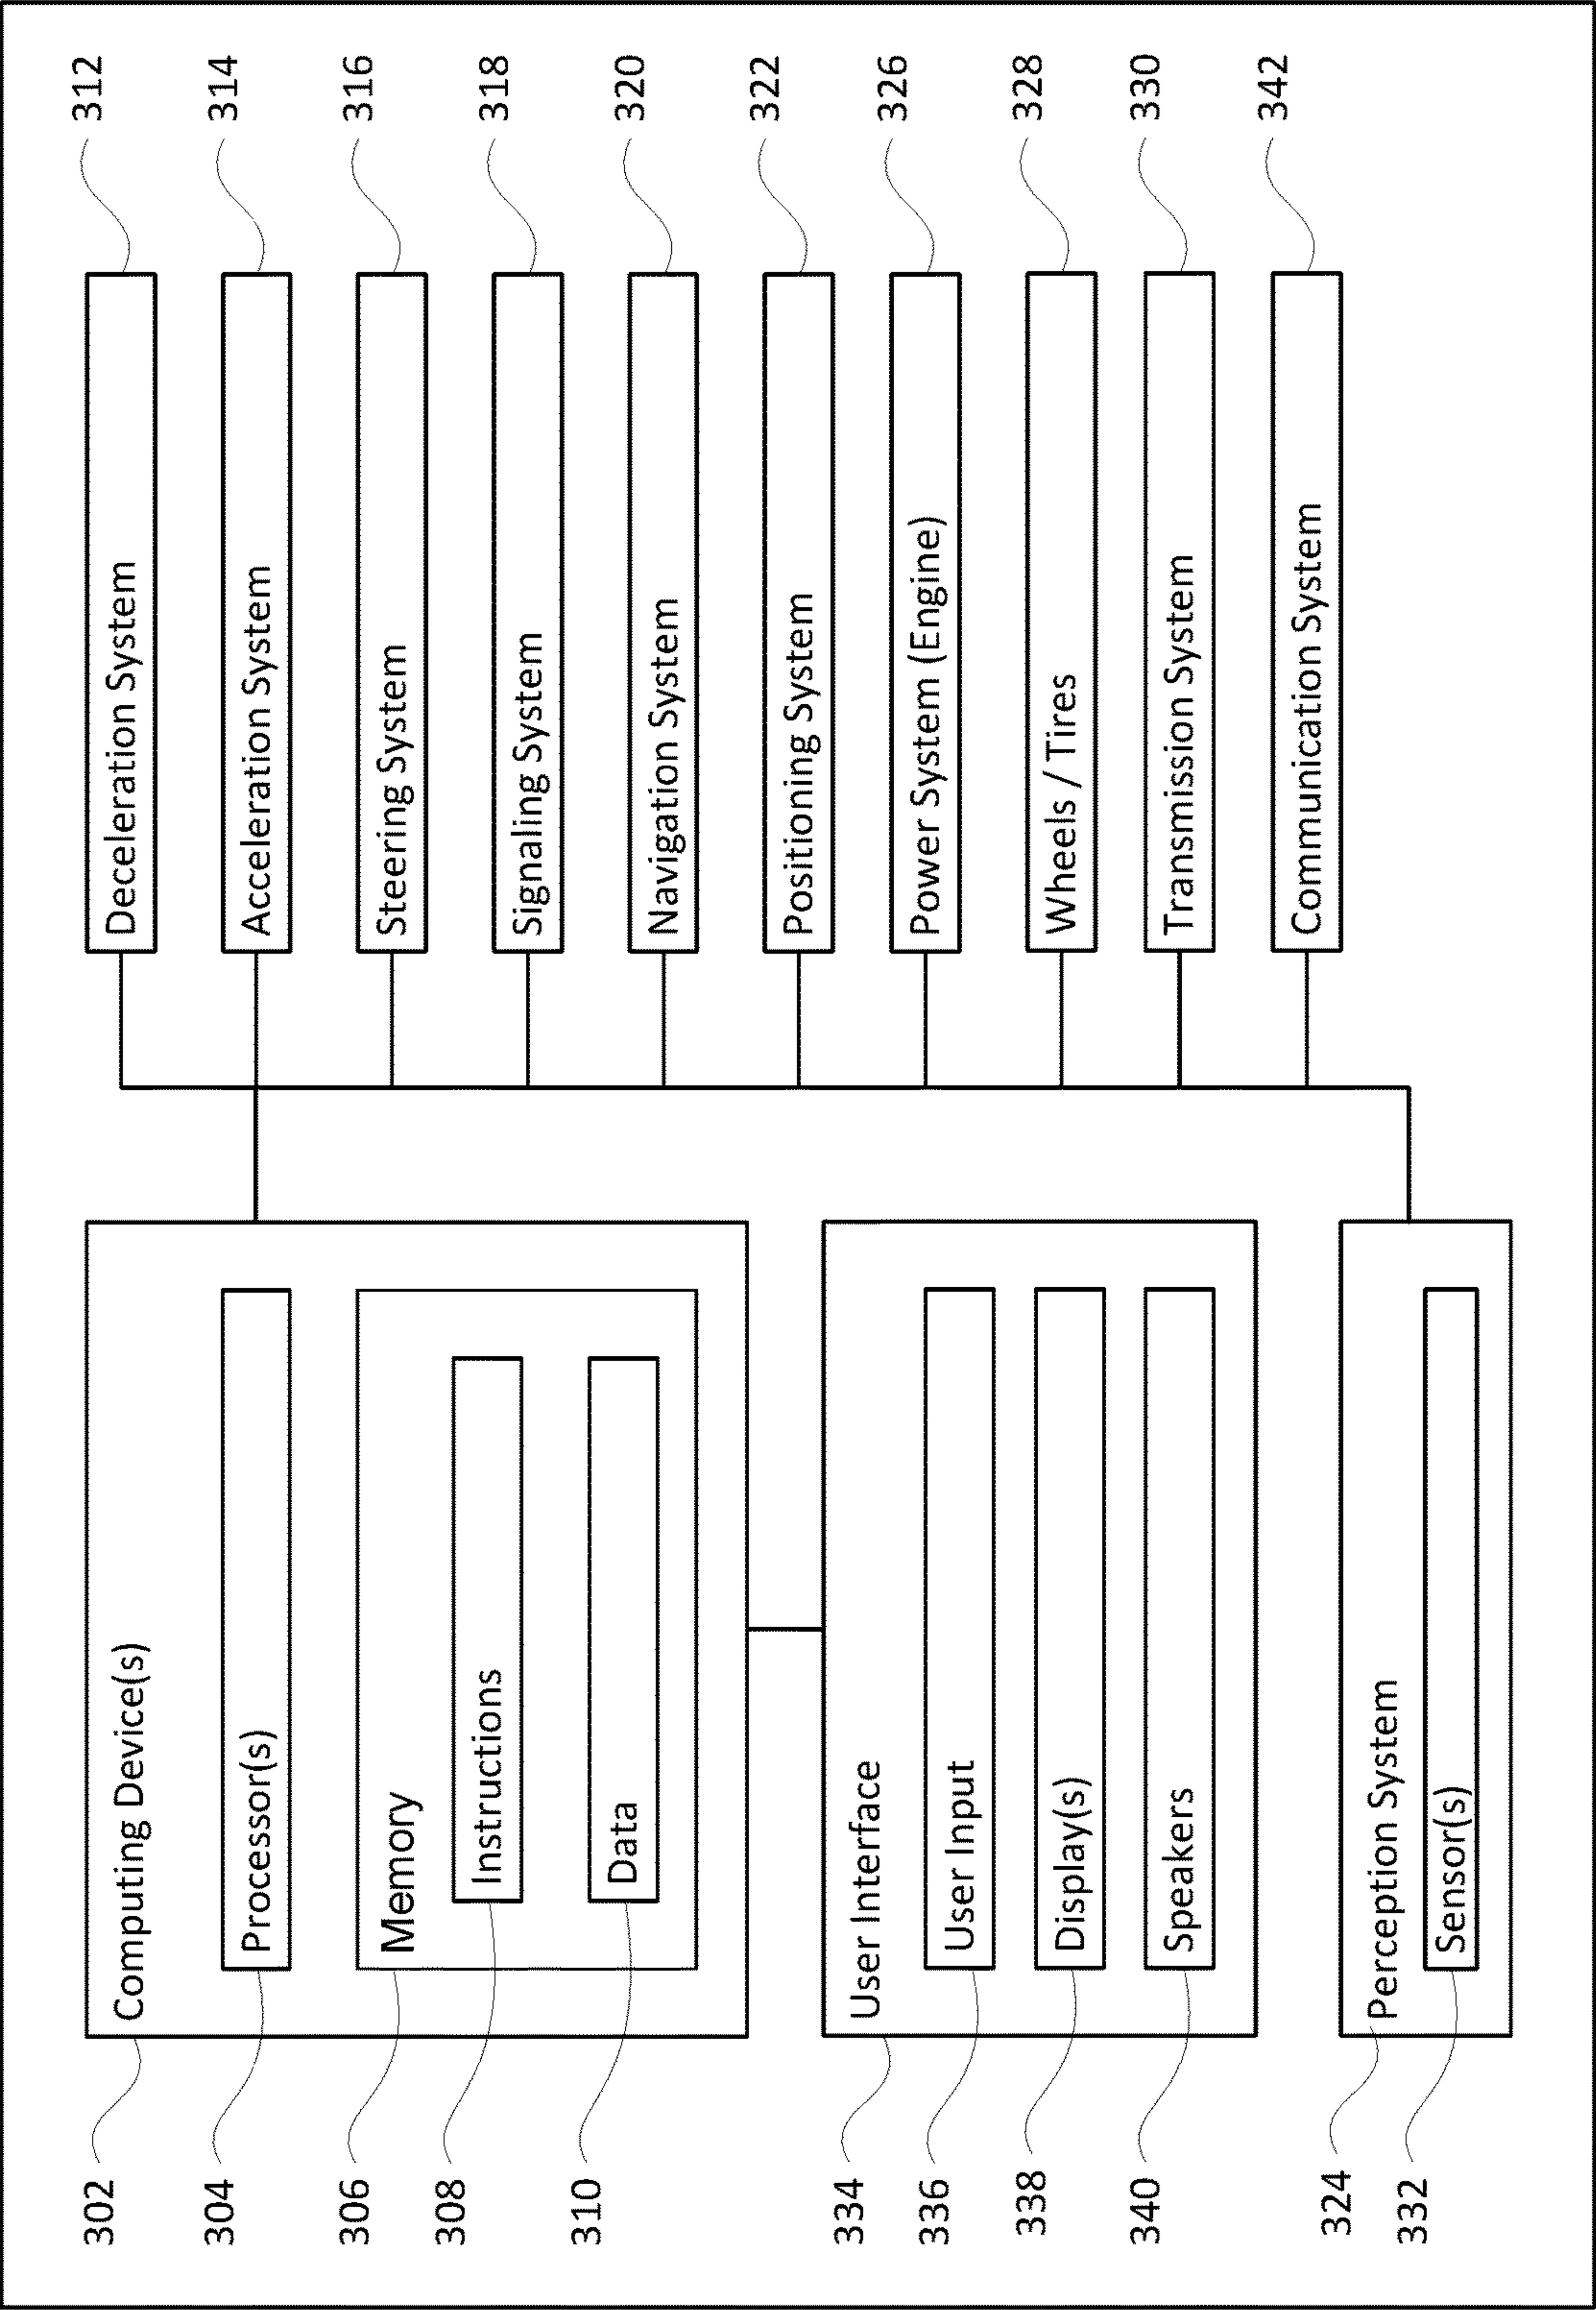 302
Computing Device(s)
304
Processor(s)
306
Memory
308
Instructions
310
Data
334
User Interface
336
User Input
338
Display(s)
340
Speakers
324
Perception System
332
Sensor(s)
Deceleration System
312
Acceleration System
314
Steering System
316
Signaling System
318
Navigation System
320
Positioning System
322
Power System (Engine)
326
Wheels / Tires
328
Transmission System
330
Communication System
342